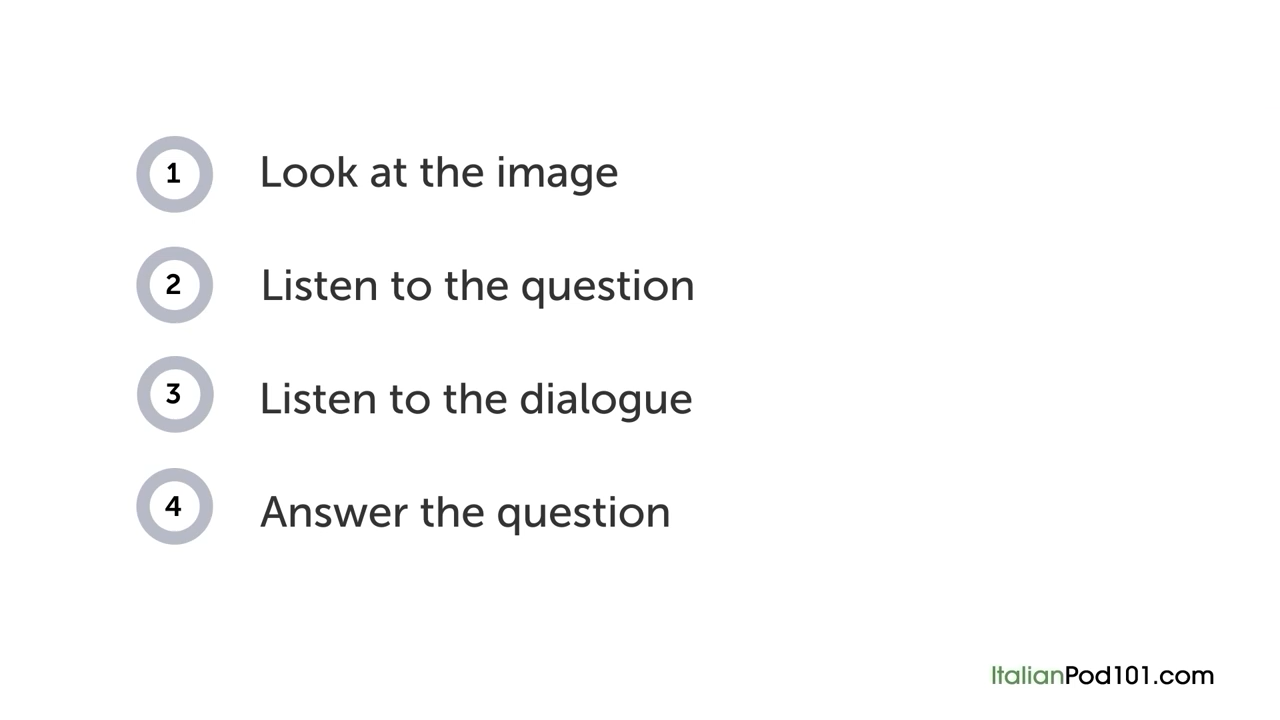 1 Look at the image
2 Listen to the question
3 Listen to the dialogue
4 Answer the question
ItalianPod101.com